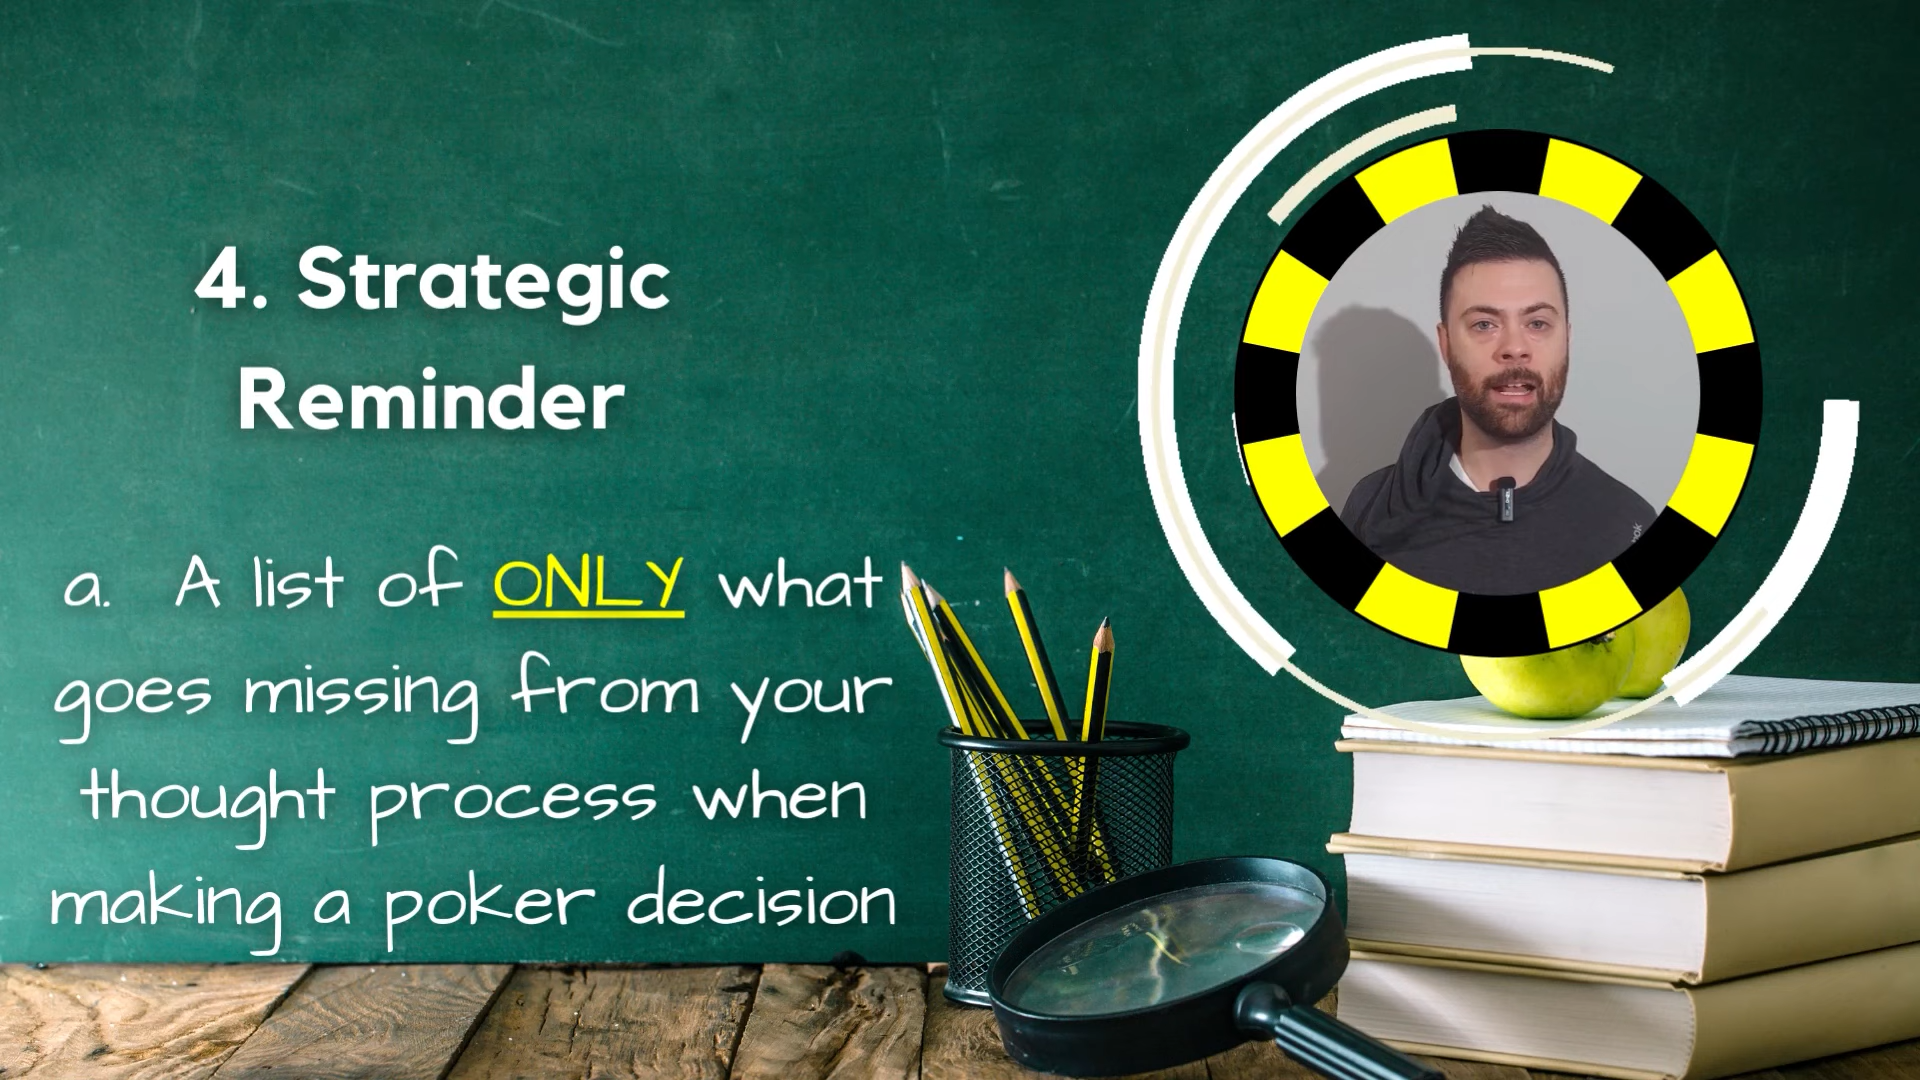 4. Strategic
Reminder
a. A list of ONLY what
goes missing from your
thought process when
making a poker decision